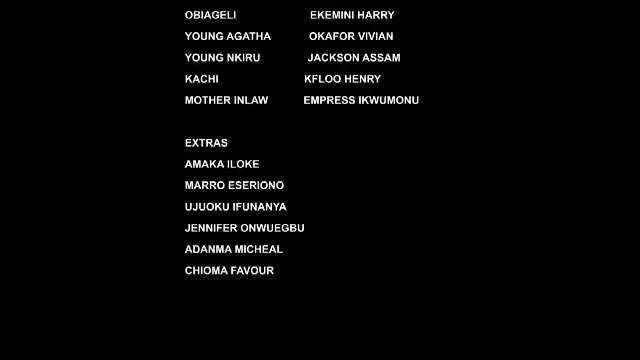 OBIAGELI EKEMINI HARRY
YOUNG AGATHA OKAFOR VIVIAN
YOUNG NKIRU JACKSON ASSAM
KACHI KFLOO HENRY
MOTHER INLAW EMPRESS IKWUMONU
EXTRAS
AMAKA ILOKE
MARRO ESERIONO
UJUOKU IFUNANYA
JENNIFER ONWUEGBU
ADANMA MICHEAL
CHIOMA FAVOUR